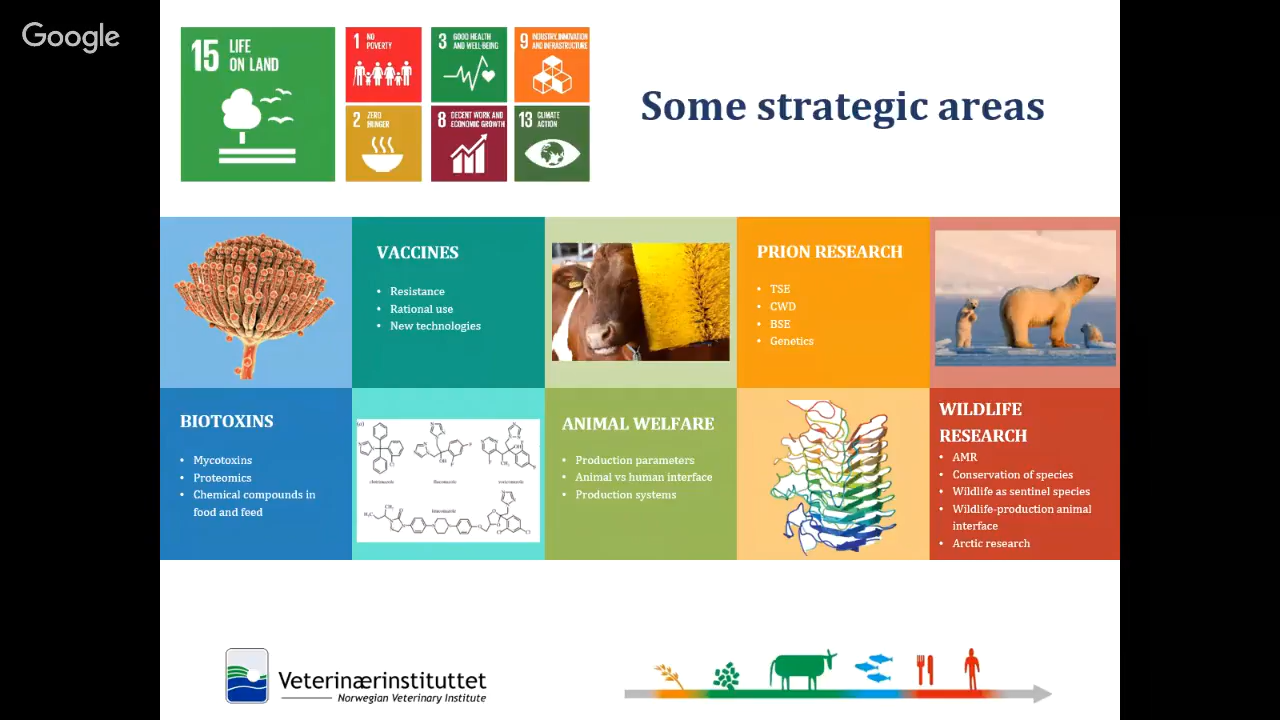 Google
15 LIFE
ON LAND
1 NO
POVERTY
3 GOOD HEALTH
AND WELL-BEING
9 INDUSTRY, INNOVATION
AND INFRASTRUCTURE
2 ZERO
HUNGER
8 DECENT WORK AND
ECONOMIC GROWTH
13 CLIMATE
ACTION
Some strategic areas
VACCINES
• Resistance
• Rational use
• New technologies
PRION RESEARCH
• TSE
• CWD
• BSE
• Genetics
BIOTOXINS
• Mycotoxins
• Proteomics
• Chemical compounds in
food and feed
ANIMAL WELFARE
• Production parameters
• Animal vs human interface
• Production systems
WILDLIFE
RESEARCH
• AMR
• Conservation of species
• Wildlife as sentinel species
• Wildlife-production animal
interface
• Arctic research
Veterinærinstituttet
Norwegian Veterinary Institute